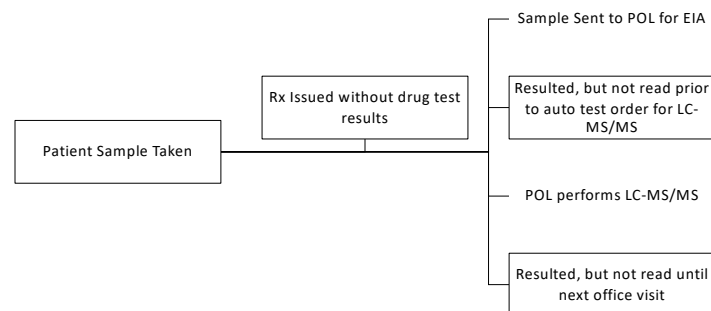 Sample Sent to POL for EIA
Rx Issued without drug test
results
Resulted, but not read prior
to auto test order for LC-
MS/MS
Patient Sample Taken
POL performs LC-MS/MS
Resulted, but not read until
next office visit